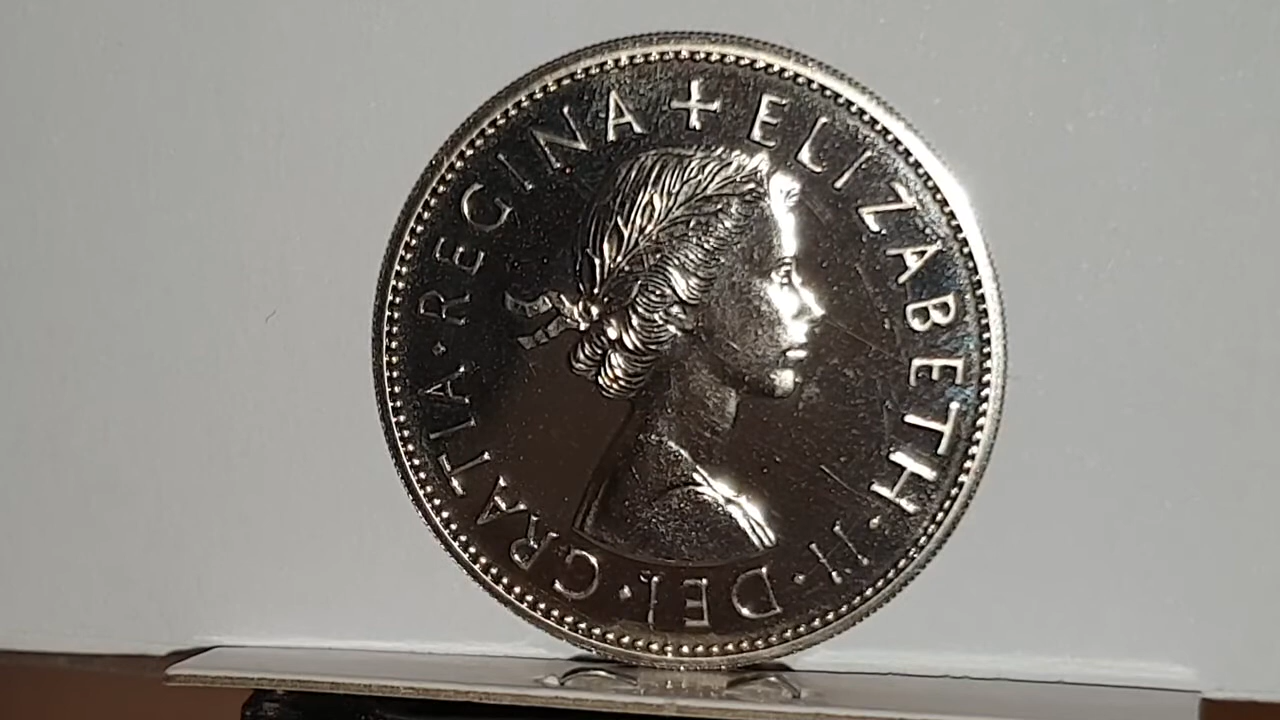 + ELIZABETH · II · DEI · GRATIA · REGINA